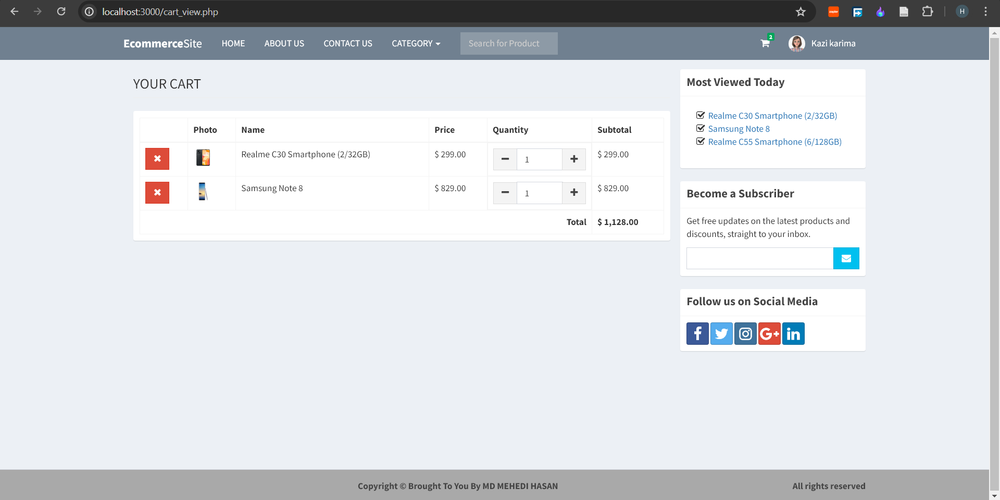 localhost:3000/cart_view.php
H
EcommerceSite HOME ABOUT US CONTACT US CATEGORY Search for Product 2 Kazi karima
YOUR CART
Photo Name Price Quantity Subtotal
Realme C30 Smartphone (2/32GB) $ 299.00 1 $ 299.00
Samsung Note 8 $ 829.00 1 $ 829.00
Total $ 1,128.00
Most Viewed Today
Realme C30 Smartphone (2/32GB)
Samsung Note 8
Realme C55 Smartphone (6/128GB)
Become a Subscriber
Get free updates on the latest products and
discounts, straight to your inbox.
Follow us on Social Media
Copyright © Brought To You By MD MEHEDI HASAN All rights reserved